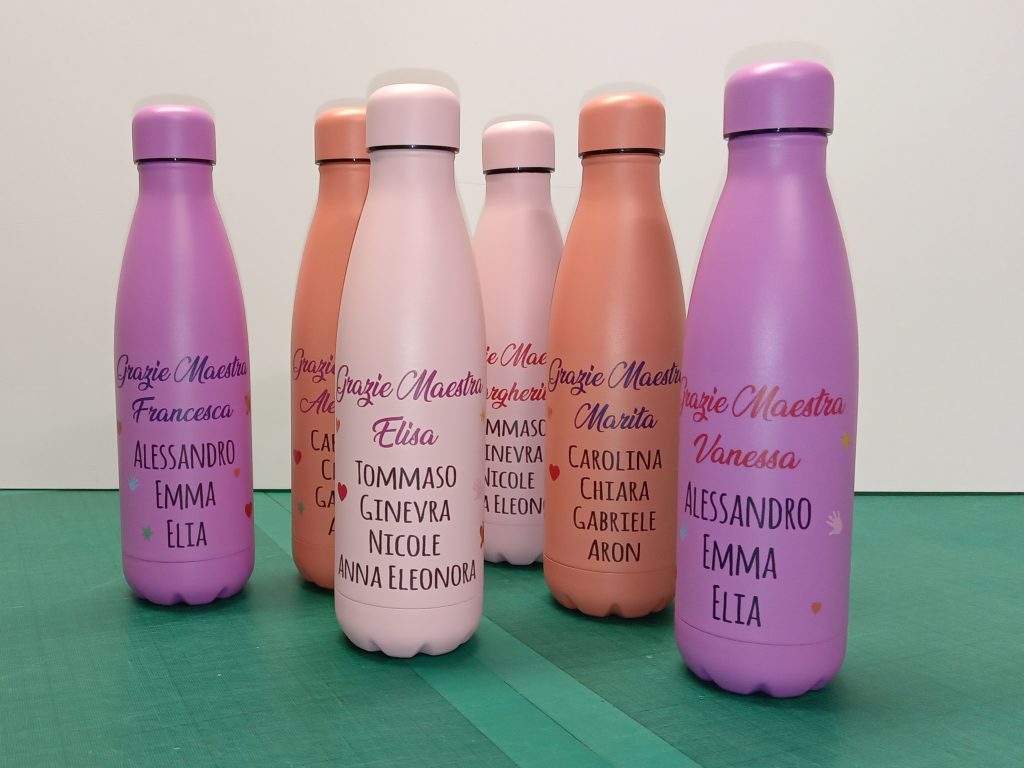 Grazie Maestra
Francesca
ALESSANDRO
EMMA
ELIA
Grazie Maestra
Elisa
TOMMASO
GINEVRA
NICOLE
ANNA ELEONORA
NICOLE
Grazie Maestra
Marita
CAROLINA
CHIARA
GABRIELE
ARON
Grazie Maestra
Vanessa
ALESSANDRO
EMMA
ELIA